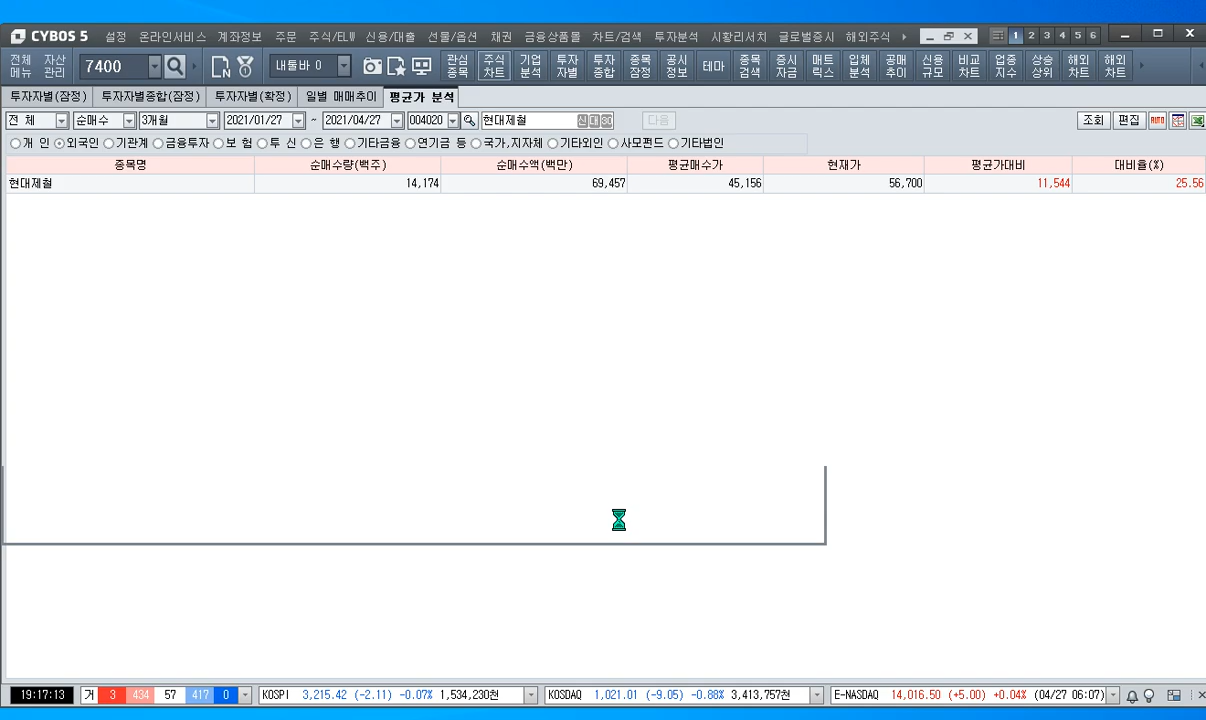 CYBOS 5 설정 온라인서비스 계좌정보 주문 주식/ELW 신용/대출 선물/옵션 채권 금융상품몰 차트/검색 투자분석 시황리서치 글로벌증시 해외주식 1 2 3 4 5 6
전체메뉴 자산관리 7400 내툴바 0 관심종목 주식차트 기업분석 투자자별 투자종합 종목잠정 공시정보 테마 종목검색 증시자금 매트릭스 입체분석 공매추이 신용규모 비교차트 업종지수 상승상위 해외차트 해외차트
투자자별(잠정) 투자자별종합(잠정) 투자자별(확정) 일별 매매추이 평균가 분석
전 체 순매수 3개월 2021/01/27 ~ 2021/04/27 004020 현대제철 신 대 30 다음 조회 편집 AUTO
개 인 외국인 기관계 금융투자 보 험 투 신 은 행 기타금융 연기금 등 국가,지자체 기타외인 사모펀드 기타법인
종목명 순매수량(백주) 순매수액(백만) 평균매수가 현재가 평균가대비 대비율(%)
현대제철 14,174 69,457 45,156 56,700 11,544 25.56
19:17:13 거 3 434 57 417 0 KOSPI 3,215.42 (-2.11) -0.07% 1,534,230천 KOSDAQ 1,021.01 (-9.05) -0.88% 3,413,757천 E-NASDAQ 14,016.50 (+5.00) +0.04% (04/27 06:07)